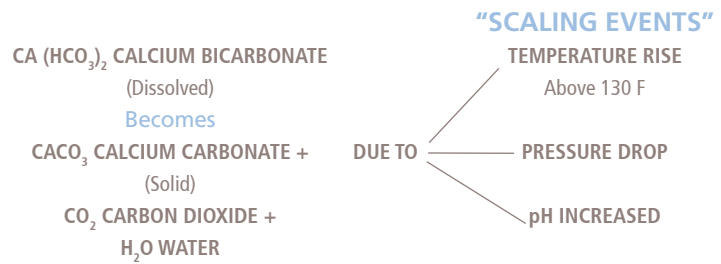 “SCALING EVENTS”
CA (HCO₃)₂ CALCIUM BICARBONATE
(Dissolved)
Becomes
CACO₃ CALCIUM CARBONATE +
(Solid)
CO₂ CARBON DIOXIDE +
H₂O WATER
DUE TO
TEMPERATURE RISE
Above 130 F
PRESSURE DROP
pH INCREASED